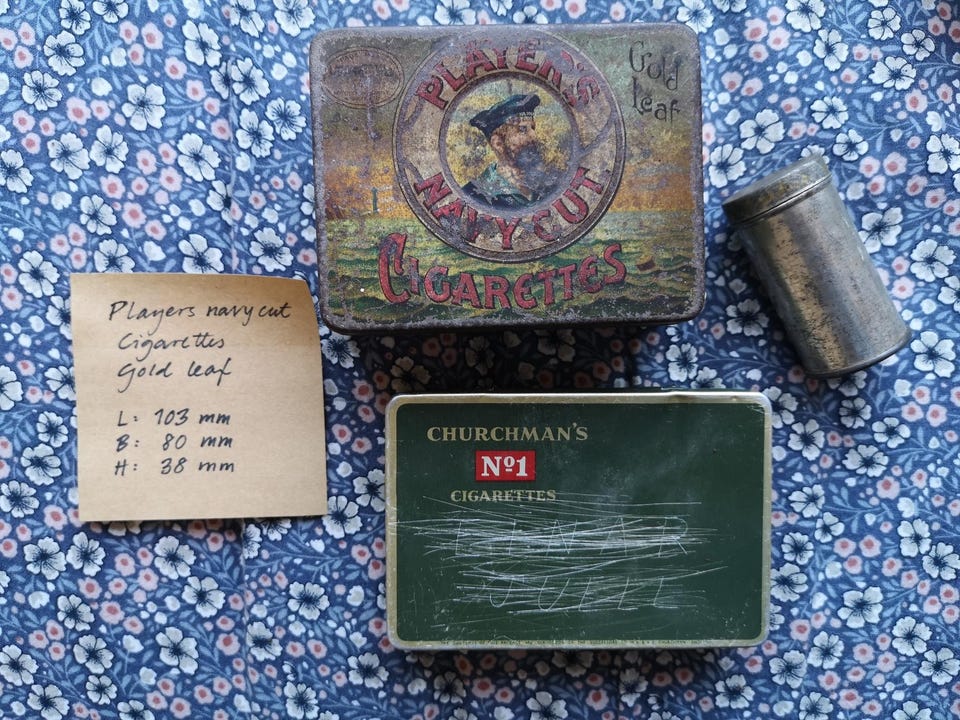 PLAYER'S
NAVY CUT
CIGARETTES
Gold
Leaf
Players navy cut
Cigarettes
Gold leaf
L: 103 mm
B: 80 mm
H: 38 mm
CHURCHMAN'S
Nº1
CIGARETTES